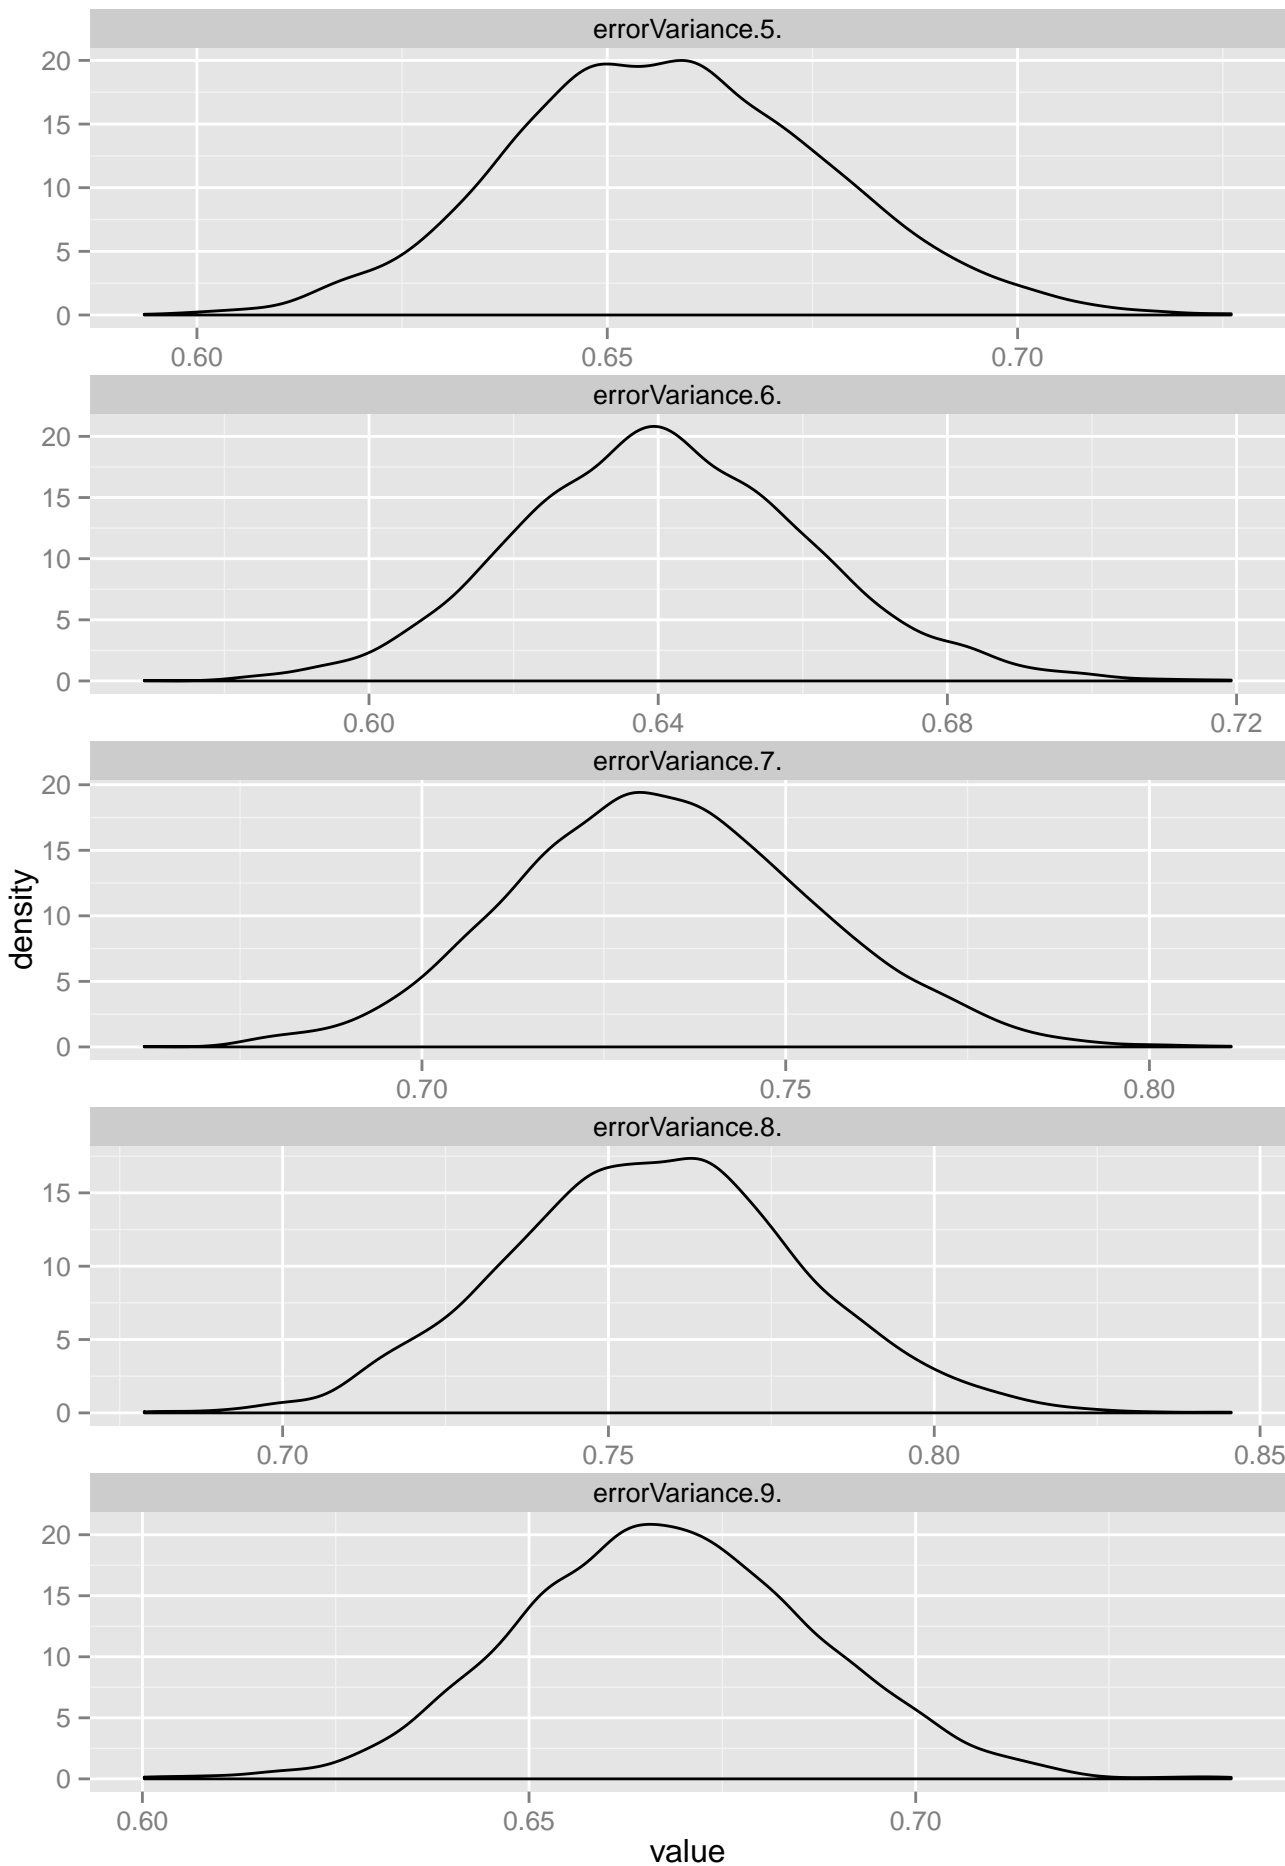 errorVariance.5.
20
15
10
5
0
0.60 0.65 0.70
errorVariance.6.
20
15
10
5
0
0.60 0.64 0.68 0.72
errorVariance.7.
20
15
10
5
0
0.70 0.75 0.80
density
errorVariance.8.
15
10
5
0
0.70 0.75 0.80 0.85
errorVariance.9.
20
15
10
5
0
0.60 0.65 0.70
value